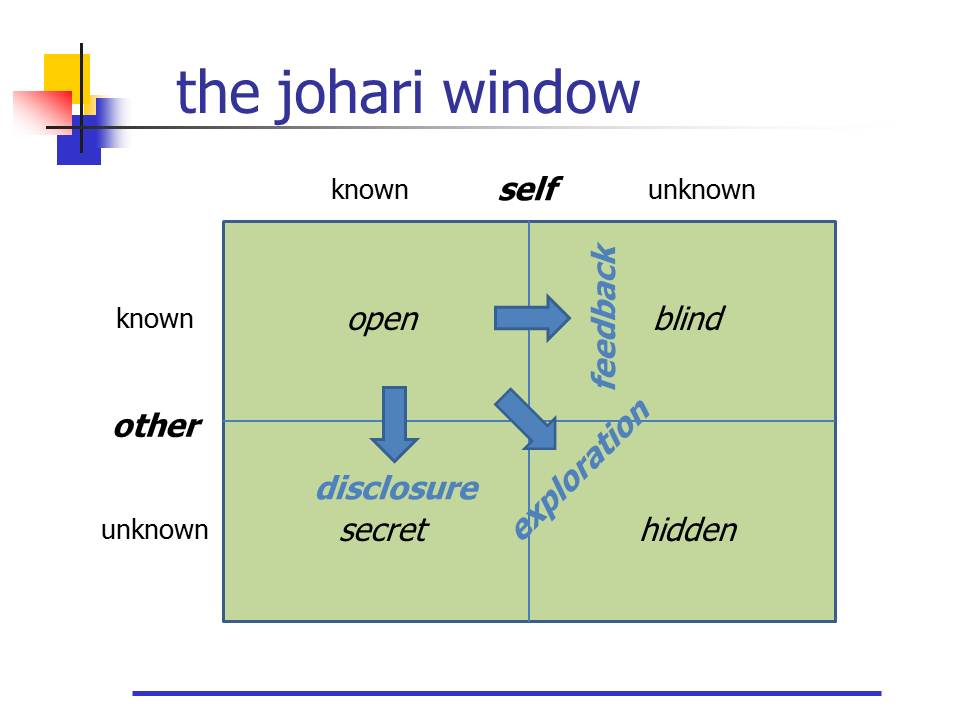 the johari window
known self unknown
feedback
known open blind
other
exploration
disclosure
unknown secret hidden